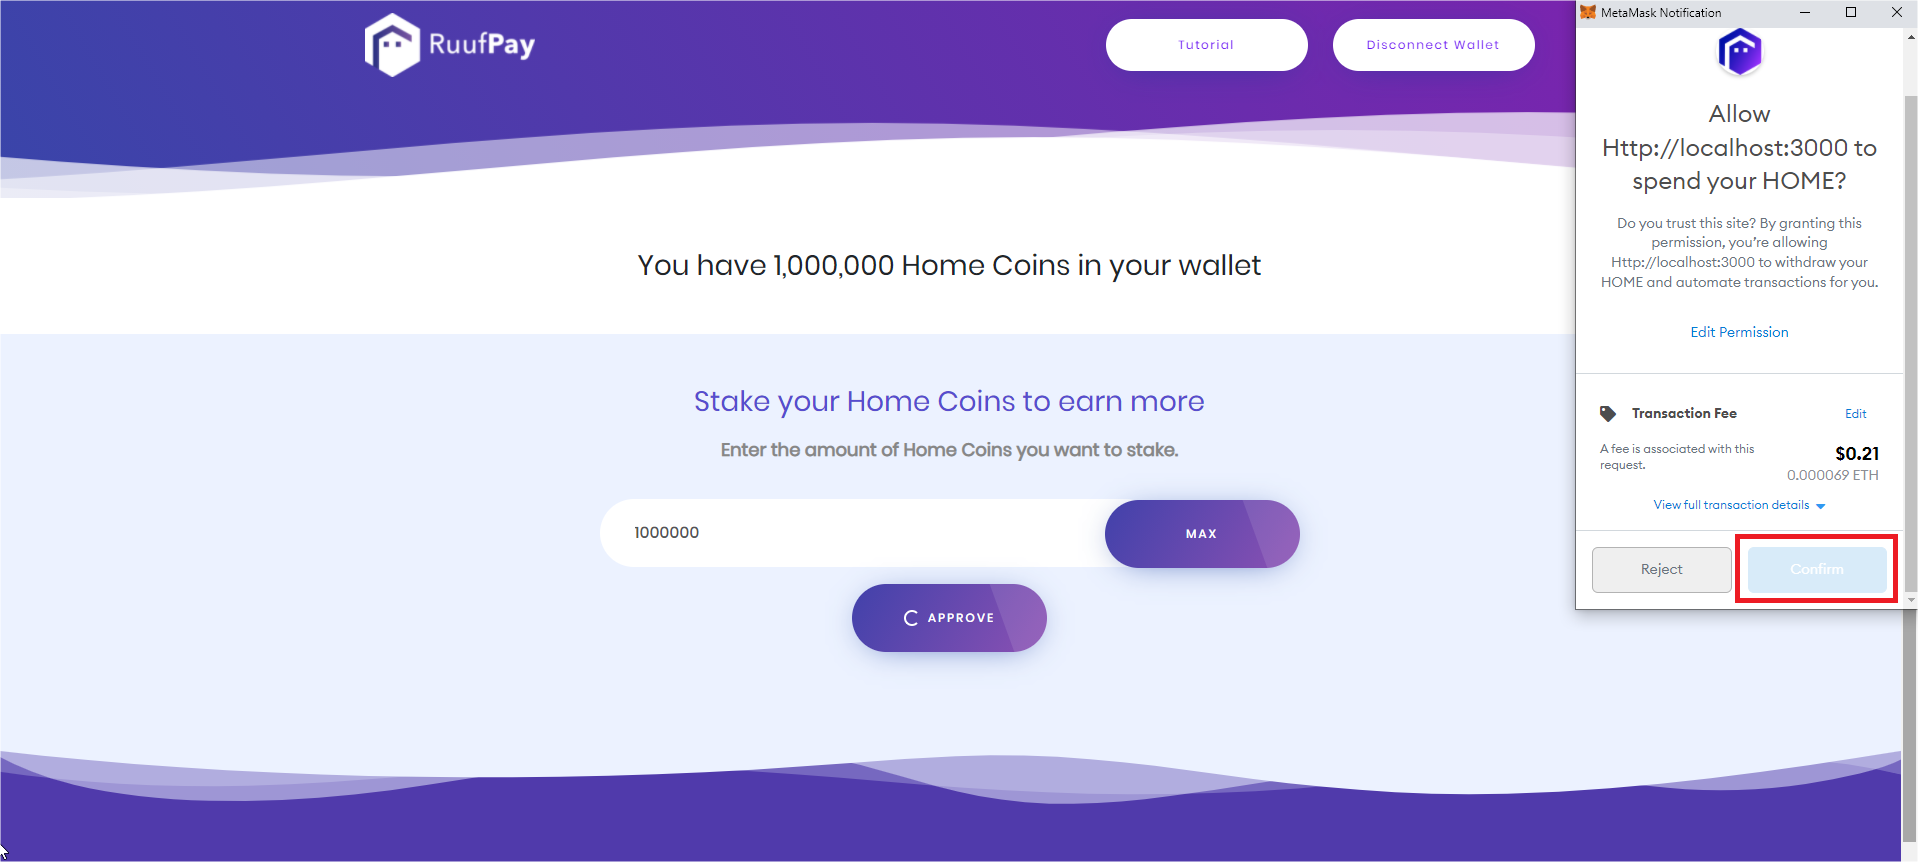 RuufPay
Tutorial
Disconnect Wallet
You have 1,000,000 Home Coins in your wallet
Stake your Home Coins to earn more
Enter the amount of Home Coins you want to stake.
1000000
MAX
APPROVE
MetaMask Notification
Allow
Http://localhost:3000 to
spend your HOME?
Do you trust this site? By granting this
permission, you’re allowing
Http://localhost:3000 to withdraw your
HOME and automate transactions for you.
Edit Permission
Transaction Fee
Edit
A fee is associated with this
request.
$0.21
0.000069 ETH
View full transaction details
Reject
Confirm